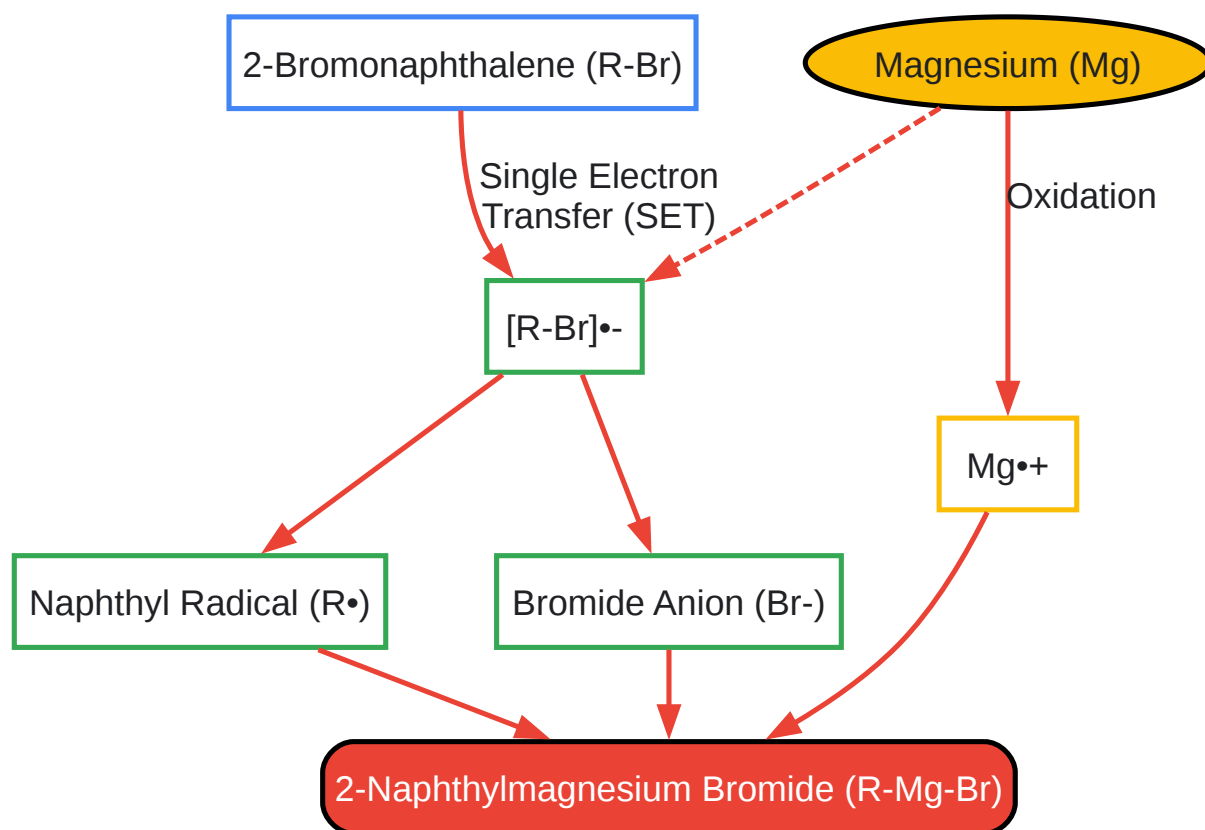 2-Bromonaphthalene (R-Br)
Magnesium (Mg)
Single Electron
Transfer (SET)
Oxidation
[R-Br]•-
Mg•+
Naphthyl Radical (R•)
Bromide Anion (Br-)
2-Naphthylmagnesium Bromide (R-Mg-Br)